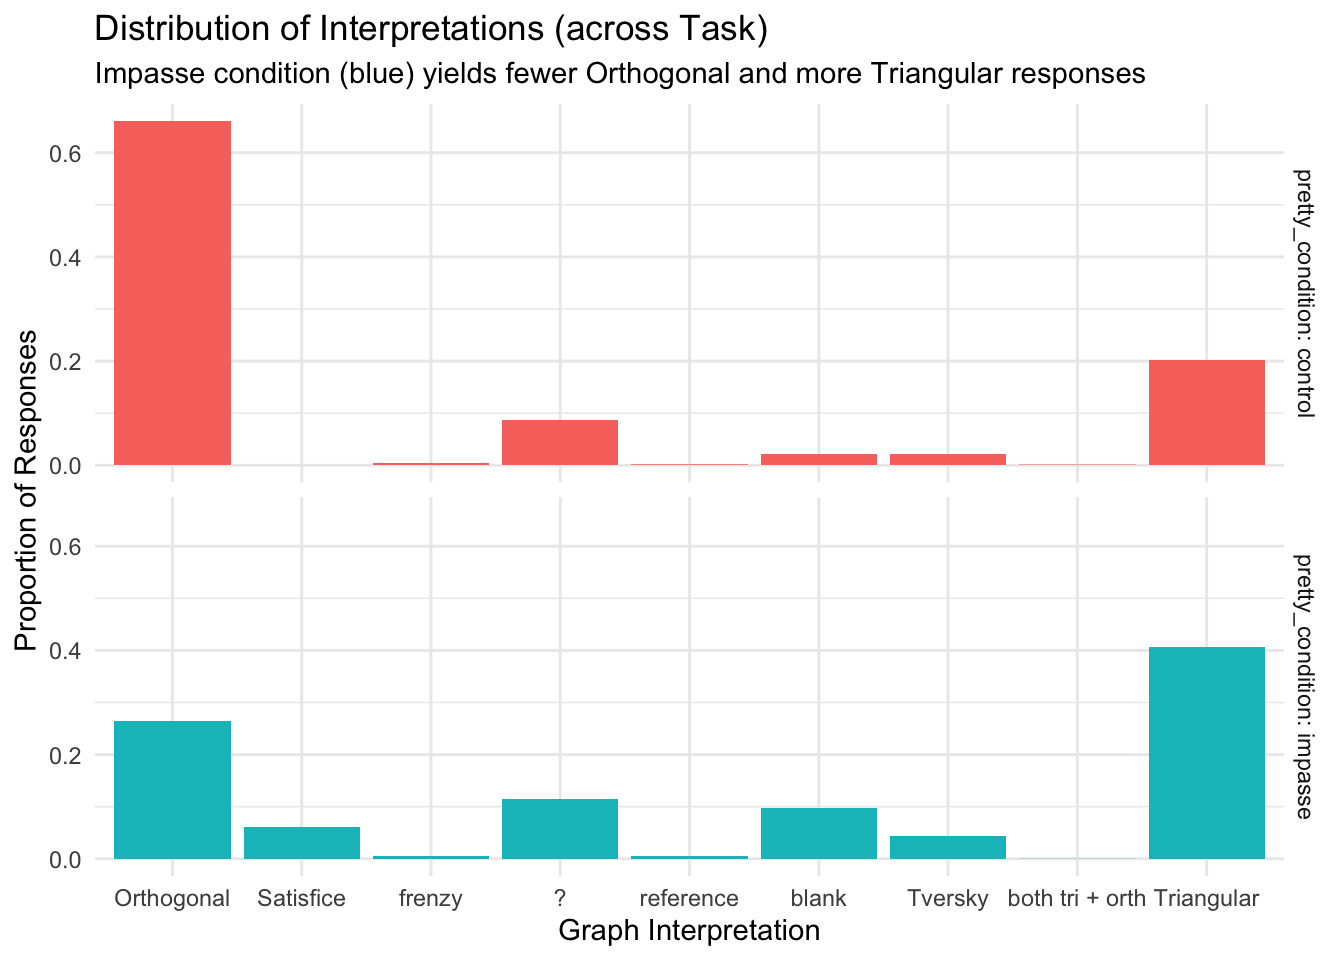 Distribution of Interpretations (across Task)
Impasse condition (blue) yields fewer Orthogonal and more Triangular responses
Proportion of Responses
0.6
0.4
0.2
0.0
pretty_condition: control
0.6
0.4
0.2
0.0
pretty_condition: impasse
Orthogonal Satisfice frenzy ? reference blank Tversky both tri + orth Triangular
Graph Interpretation